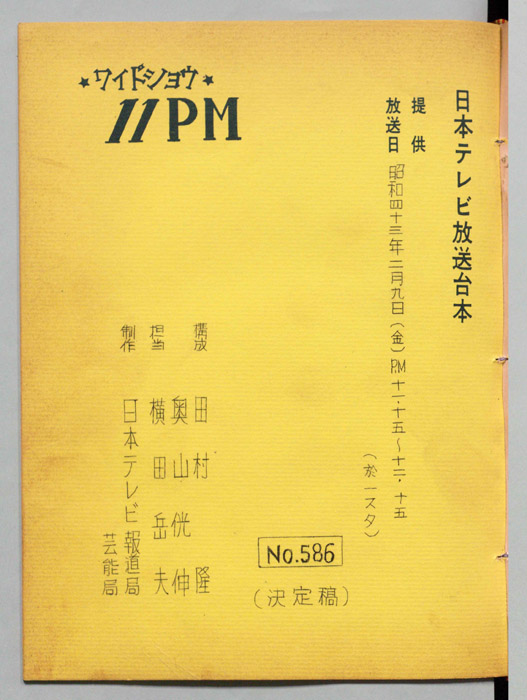 日本テレビ放送台本
提供
放送日 昭和四十三年二月九日（金）PM十一・十五～十二・十五
（於一スタ）
★ワイドショウ★
11PM
No.586
（決定稿）
構成 田村 隆
奥山侊伸
担当 横田岳夫
制作 日本テレビ報道局
芸能局